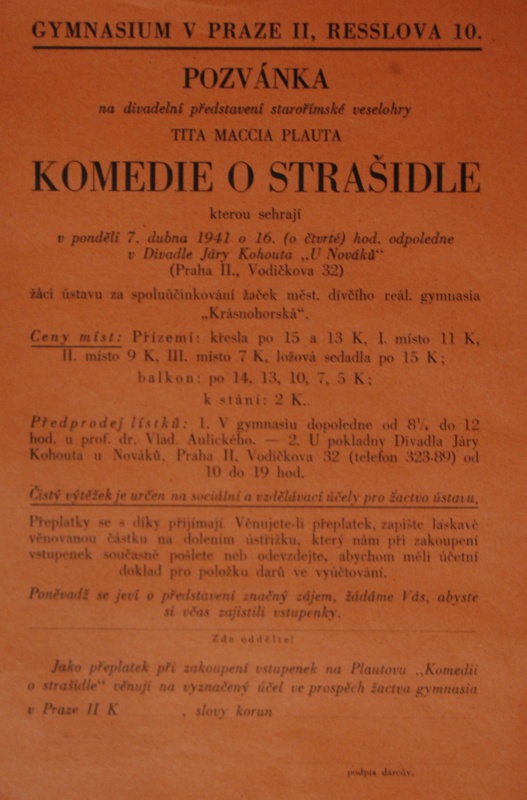 GYMNASIUM V PRAZE II, RESSLOVA 10.
POZVÁNKA
na divadelní představení starořímské veselohry
TITA MACCIA PLAUTA
KOMEDIE O STRAŠIDLE
kterou sehrají
v pondělí 7. dubna 1941 o 16. (o čtvrté) hod. odpoledne
v Divadle Járy Kohouta „U Nováků“
(Praha II., Vodičkova 32)
žáci ústavu za spoluúčinkování žaček měst. dívčího reál. gymnasia
„Krásnohorská“.
Ceny míst: Přízemí: křesla po 15 a 13 K, I. místo 11 K,
II. místo 9 K, III. místo 7 K, ložová sedadla po 15 K;
balkon: po 14, 13, 10, 7, 5 K;
k stání: 2 K.
Předprodej lístků: 1. V gymnasiu dopoledne od 8¾ do 12
hod. u prof. dr. Vlad. Aulického. — 2. U pokladny Divadla Járy
Kohouta u Nováků, Praha II, Vodičkova 32 (telefon 323-89) od
10 do 19 hod.
Čistý výtěžek je určen na sociální a vzdělávací účely pro žactvo ústavu.
Přeplatky se s díky přijímají. Věnujete-li přeplatek, zapište laskavě
věnovanou částku na dolením ústřižku, který nám při zakoupení
vstupenek současně pošlete neb odevzdejte, abychom měli účetní
doklad pro položku darů ve vyúčtování.
Poněvadž se jeví o představení značný zájem, žádáme Vás, abyste
si včas zajistili vstupenky.
Zde oddělte!
Jako přeplatek při zakoupení vstupenek na Plautovu „Komedii
o strašidle“ věnuji na vyznačený účel ve prospěch žactva gymnasia
v Praze II K , slovy korun
podpis dárcův.